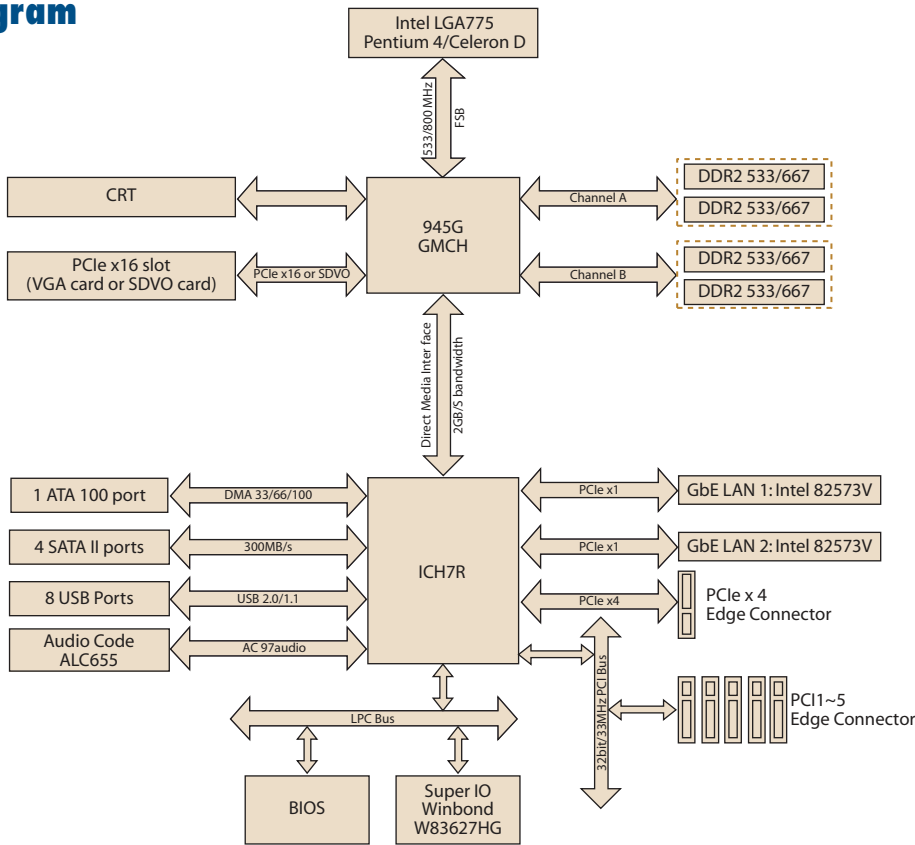 gram
Intel LGA775
Pentium 4/Celeron D
533/800 MHz
FSB
CRT
945G
GMCH
Channel A
DDR2 533/667
DDR2 533/667
PCIe x16 slot
(VGA card or SDVO card)
PCIe x16 or SDVO
Channel B
DDR2 533/667
DDR2 533/667
Direct Media Inter face
2GB/S bandwidth
1 ATA 100 port
DMA 33/66/100
ICH7R
PCIe x1
GbE LAN 1: Intel 82573V
4 SATA II ports
300MB/s
PCIe x1
GbE LAN 2: Intel 82573V
8 USB Ports
USB 2.0/1.1
PCIe x4
PCIe x 4
Edge Connector
Audio Code
ALC655
AC 97audio
32bit/33MHz PCI Bus
PCI1~5
Edge Connector
LPC Bus
BIOS
Super IO
Winbond
W83627HG